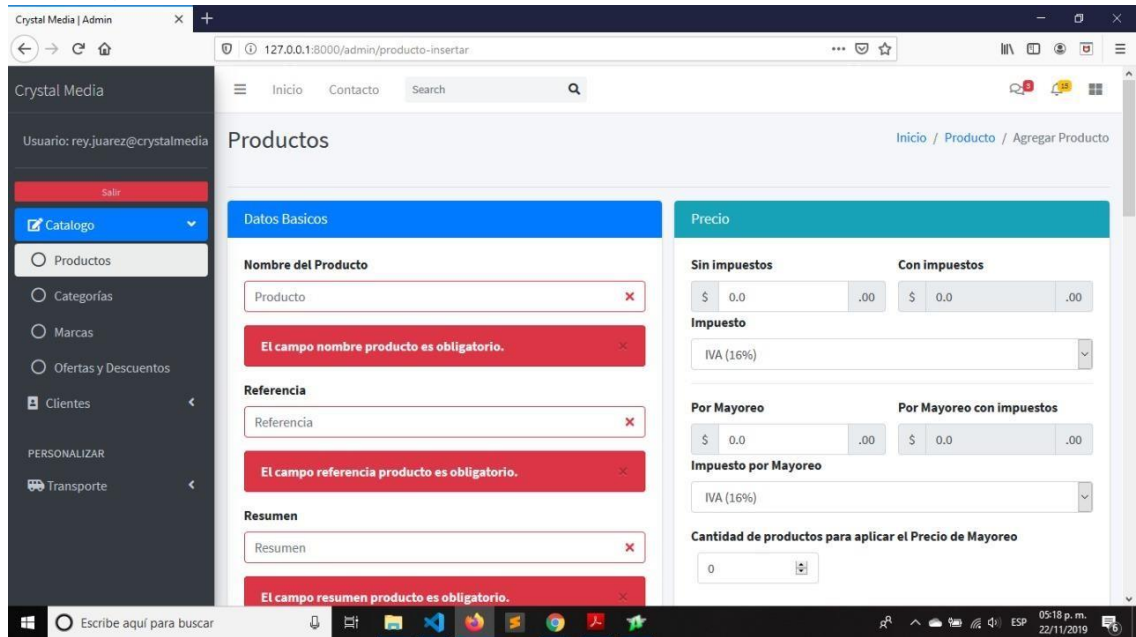 Crystal Media | Admin
127.0.0.1:8000/admin/producto-insertar
Crystal Media
Inicio Contacto Search
Usuario: rey.juarez@crystalmedia
Productos
Inicio / Producto / Agregar Producto
Salir
Catalogo
Productos
Categorías
Marcas
Ofertas y Descuentos
Clientes
PERSONALIZAR
Transporte
Datos Basicos
Nombre del Producto
Producto
El campo nombre producto es obligatorio.
Referencia
Referencia
El campo referencia producto es obligatorio.
Resumen
Resumen
El campo resumen producto es obligatorio.
Precio
Sin impuestos Con impuestos
$ 0.0 .00 $ 0.0 .00
Impuesto
IVA (16%)
Por Mayoreo Por Mayoreo con impuestos
$ 0.0 .00 $ 0.0 .00
Impuesto por Mayoreo
IVA (16%)
Cantidad de productos para aplicar el Precio de Mayoreo
0
Escribe aquí para buscar
ESP
05:18 p. m.
22/11/2019